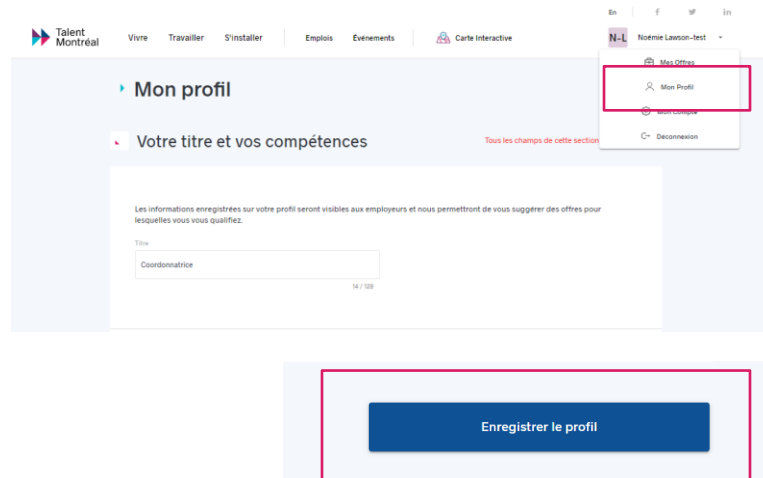 En
Talent
Montréal
Vivre Travailler S'installer Emplois Événements Carte Interactive N-L Noémie Lawson-test
Mes Offres
Mon Profil
Mon Compte
Déconnexion
Mon profil
Votre titre et vos compétences
Tous les champs de cette section
Les informations enregistrées sur votre profil seront visibles aux employeurs et nous permettront de vous suggérer des offres pour
lesquelles vous vous qualifiez.
Titre
Coordonnatrice
14 / 128
Enregistrer le profil